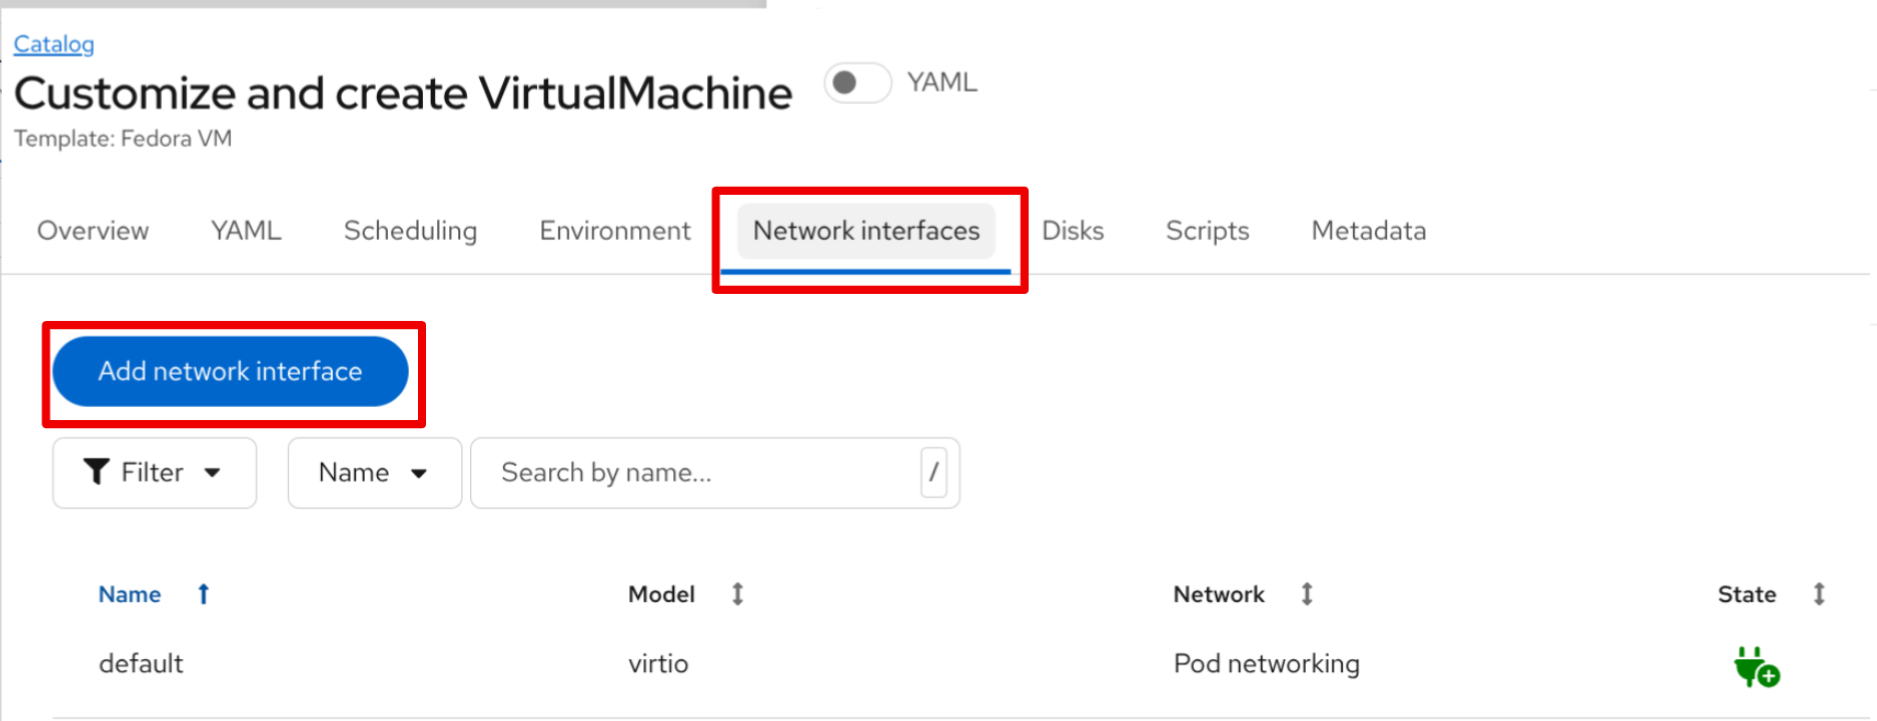 Catalog
Customize and create VirtualMachine YAML
Template: Fedora VM
Overview YAML Scheduling Environment Network interfaces Disks Scripts Metadata
Add network interface
Filter Name Search by name... /
Name Model Network State
default virtio Pod networking